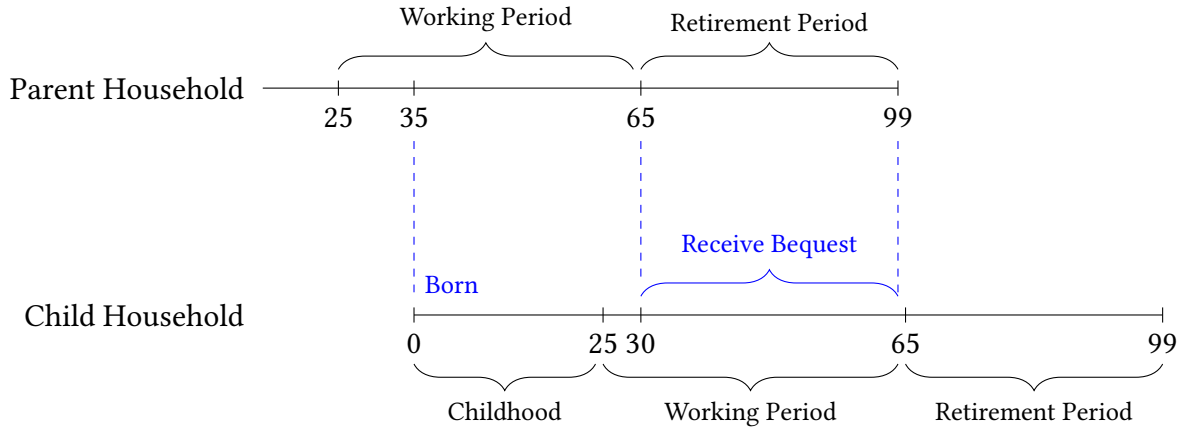 Working Period
Retirement Period
Parent Household
25
35
65
99
Receive Bequest
Born
Child Household
0
25
30
65
99
Childhood
Working Period
Retirement Period